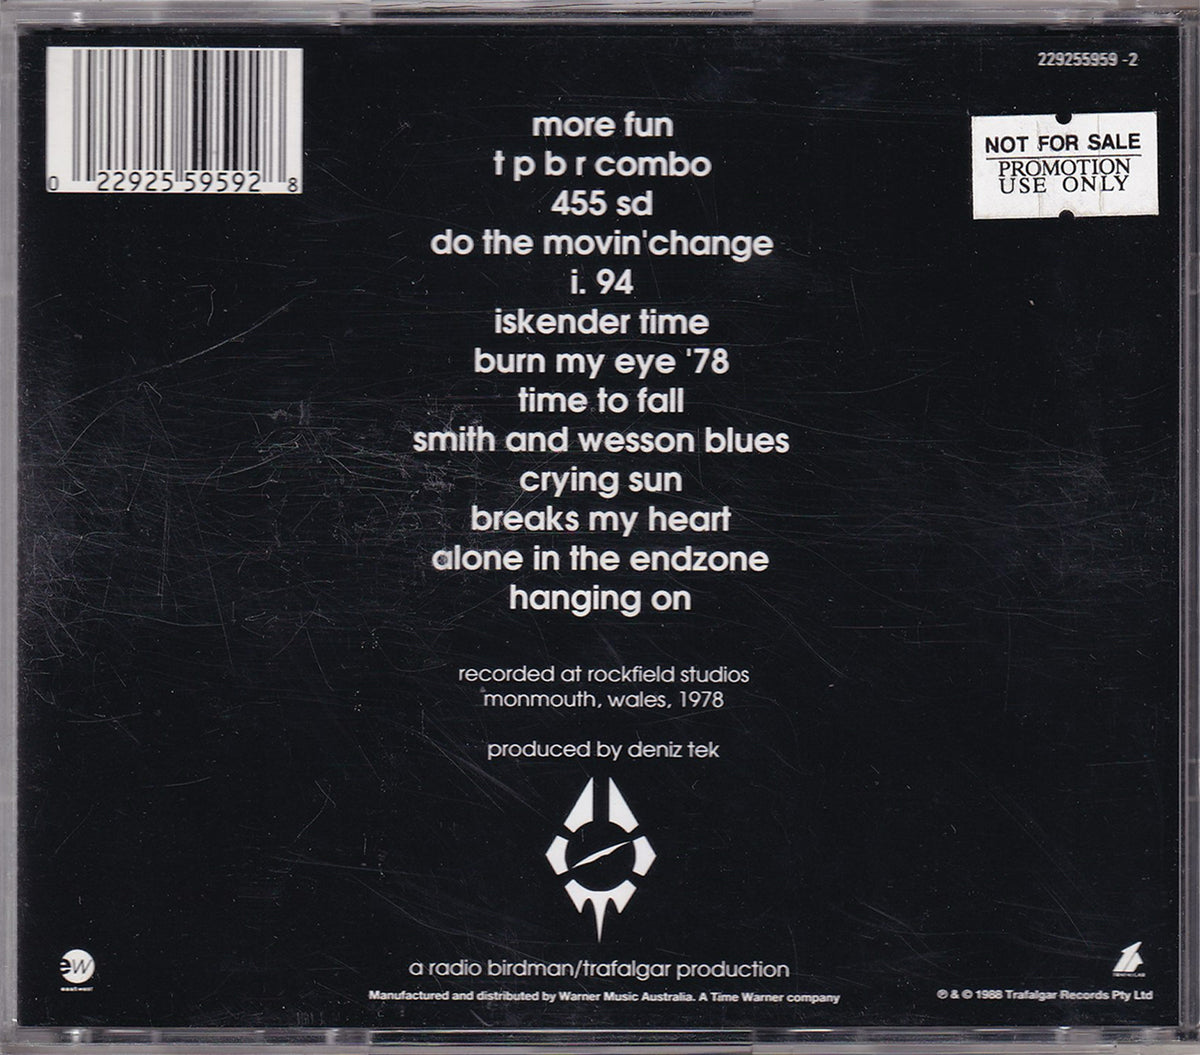 229255959 -2
0 22925 59592 8
NOT FOR SALE
PROMOTION
USE ONLY
more fun
t p b r combo
455 sd
do the movin'change
i. 94
iskender time
burn my eye '78
time to fall
smith and wesson blues
crying sun
breaks my heart
alone in the endzone
hanging on
recorded at rockfield studios
monmouth, wales, 1978
produced by deniz tek
ew
eastwest
a radio birdman/trafalgar production
TRAFALGAR
Manufactured and distributed by Warner Music Australia. A Time Warner company
℗ & © 1988 Trafalgar Records Pty Ltd